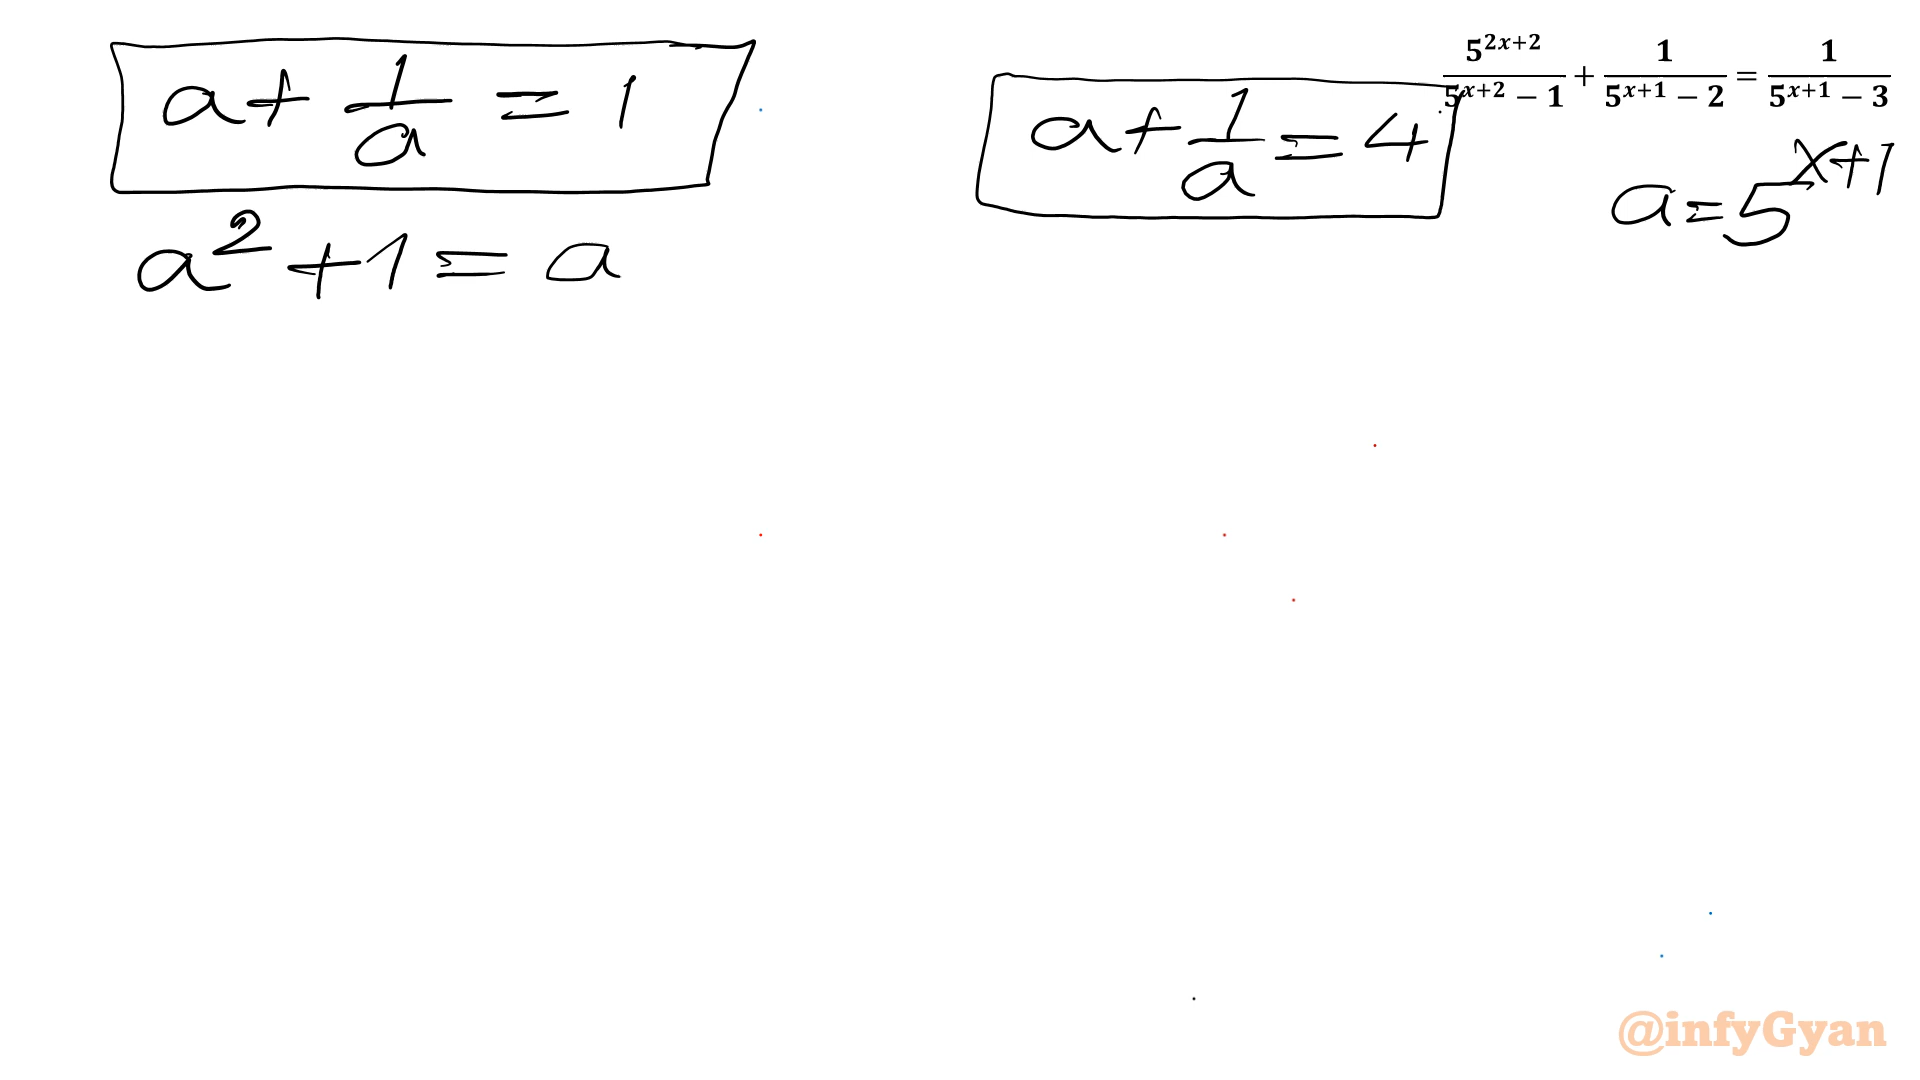 a + 1/a = 1
a + 1/a = 4
5^(2x+2)/(5^(x+2) − 1) + 1/(5^(x+1) − 2) = 1/(5^(x+1) − 3)
a = 5^(x+1)
a² + 1 = a
@infyGyan